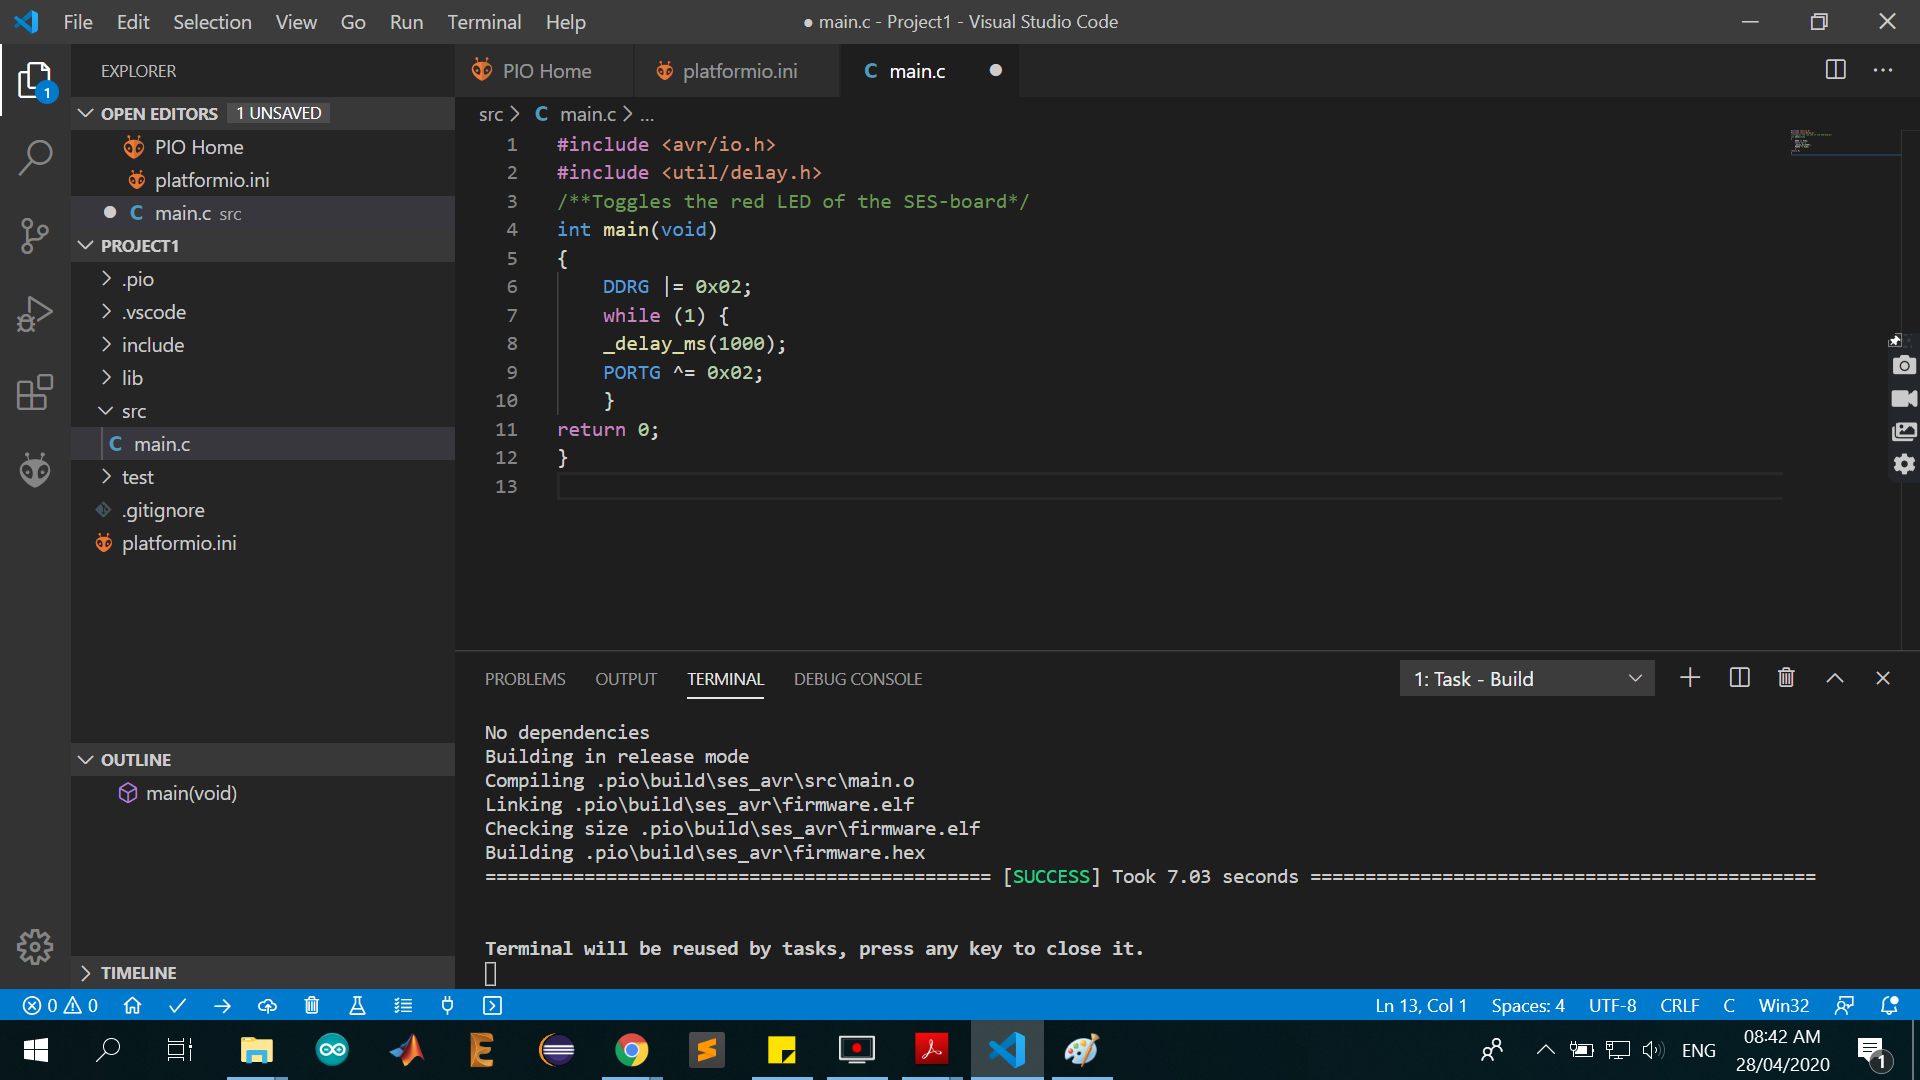 File Edit Selection View Go Run Terminal Help
● main.c - Project1 - Visual Studio Code
EXPLORER
1
OPEN EDITORS 1 UNSAVED
PIO Home
platformio.ini
C main.c src
PROJECT1
.pio
.vscode
include
lib
src
C main.c
test
.gitignore
platformio.ini
OUTLINE
main(void)
TIMELINE
PIO Home platformio.ini C main.c
src > C main.c > ...
1 #include <avr/io.h>
2 #include <util/delay.h>
3 /**Toggles the red LED of the SES-board*/
4 int main(void)
5 {
6 DDRG |= 0x02;
7 while (1) {
8 _delay_ms(1000);
9 PORTG ^= 0x02;
10 }
11 return 0;
12 }
13
PROBLEMS OUTPUT TERMINAL DEBUG CONSOLE 1: Task - Build
No dependencies
Building in release mode
Compiling .pio\build\ses_avr\src\main.o
Linking .pio\build\ses_avr\firmware.elf
Checking size .pio\build\ses_avr\firmware.elf
Building .pio\build\ses_avr\firmware.hex
============================================== [SUCCESS] Took 7.03 seconds ==============================================
Terminal will be reused by tasks, press any key to close it.
0 0 Ln 13, Col 1 Spaces: 4 UTF-8 CRLF C Win32
ENG 08:42 AM
28/04/2020
1